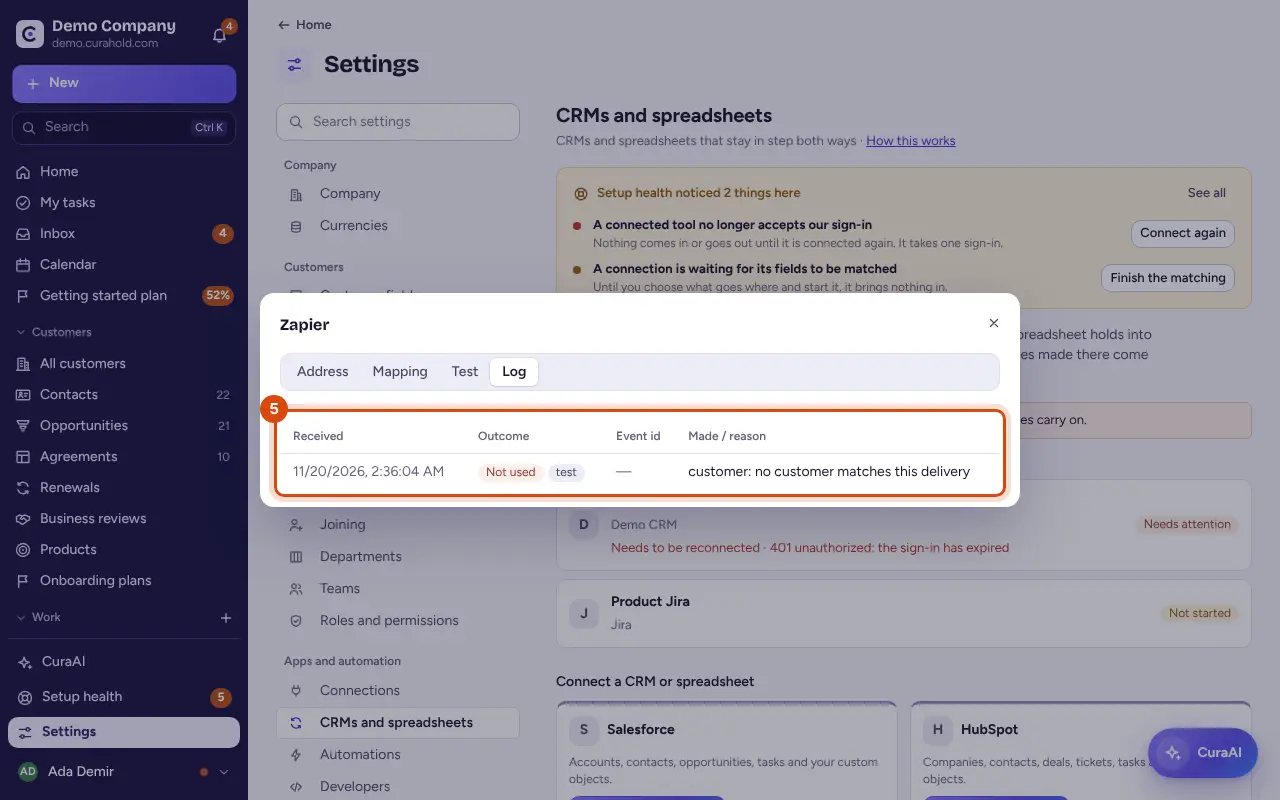 Demo Company
demo.curahold.com
4
New
Search
Ctrl K
Home
My tasks
Inbox
4
Calendar
Getting started plan
52%
Customers
All customers
Contacts
22
Opportunities
21
Agreements
10
Renewals
Business reviews
Products
Onboarding plans
Work
CuraAI
Setup health
5
Settings
AD
Ada Demir
Home
Settings
Search settings
Company
Company
Currencies
Customers
Joining
Departments
Teams
Roles and permissions
Apps and automation
Connections
CRMs and spreadsheets
Automations
Developers
CRMs and spreadsheets
CRMs and spreadsheets that stay in step both ways · How this works
Setup health noticed 2 things here
See all
A connected tool no longer accepts our sign-in
Nothing comes in or goes out until it is connected again. It takes one sign-in.
Connect again
A connection is waiting for its fields to be matched
Until you choose what goes where and start it, it brings nothing in.
Finish the matching
spreadsheet holds into
made there come
carry on.
Zapier
Address
Mapping
Test
Log
5
Received
Outcome
Event id
Made / reason
11/20/2026, 2:36:04 AM
Not used
test
—
customer: no customer matches this delivery
D
Demo CRM
Needs to be reconnected · 401 unauthorized: the sign-in has expired
Needs attention
J
Product Jira
Jira
Not started
Connect a CRM or spreadsheet
S
Salesforce
Accounts, contacts, opportunities, tasks and your custom
objects.
H
HubSpot
Companies, contacts, deals, tickets, tasks
objects.
CuraAI